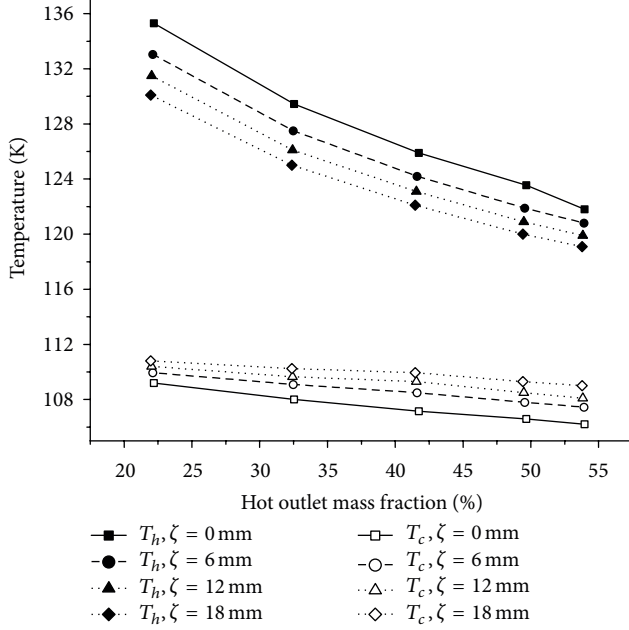 136
132
128
124
120
116
112
108
Temperature (K)
20 25 30 35 40 45 50 55
Hot outlet mass fraction (%)
T_h, ζ = 0 mm
T_h, ζ = 6 mm
T_h, ζ = 12 mm
T_h, ζ = 18 mm
T_c, ζ = 0 mm
T_c, ζ = 6 mm
T_c, ζ = 12 mm
T_c, ζ = 18 mm